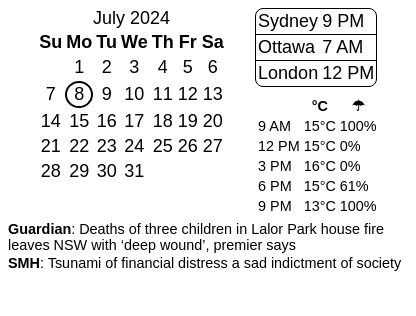 July 2024
Su Mo Tu We Th Fr Sa
1 2 3 4 5 6
7 8 9 10 11 12 13
14 15 16 17 18 19 20
21 22 23 24 25 26 27
28 29 30 31
Sydney 9 PM
Ottawa 7 AM
London 12 PM
°C ☂
9 AM 15°C 100%
12 PM 15°C 0%
3 PM 16°C 0%
6 PM 15°C 61%
9 PM 13°C 100%
Guardian: Deaths of three children in Lalor Park house fire
leaves NSW with ‘deep wound’, premier says
SMH: Tsunami of financial distress a sad indictment of society